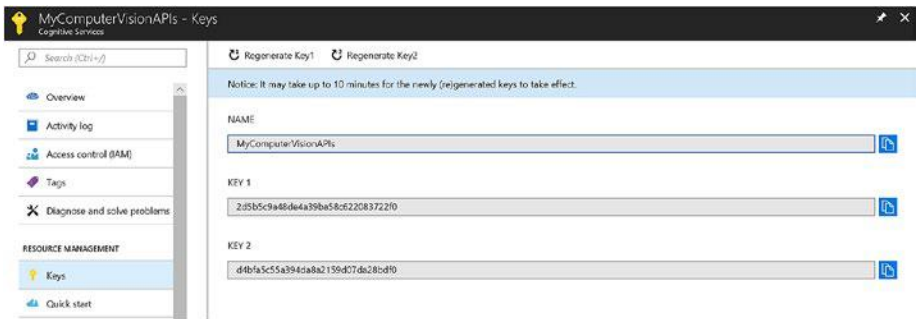 MyComputerVisionAPIs - Keys
Cognitive Services
Search (Ctrl+/)
Overview
Activity log
Access control (IAM)
Tags
Diagnose and solve problems
RESOURCE MANAGEMENT
Keys
Quick start
Regenerate Key1 Regenerate Key2
Notice: It may take up to 10 minutes for the newly (re)generated keys to take effect.
NAME
MyComputerVisionAPIs
KEY 1
2d5b5c9a48de4a39ba58c622083722f0
KEY 2
d4bfa5c55a394da8a2159d07da28bdf0